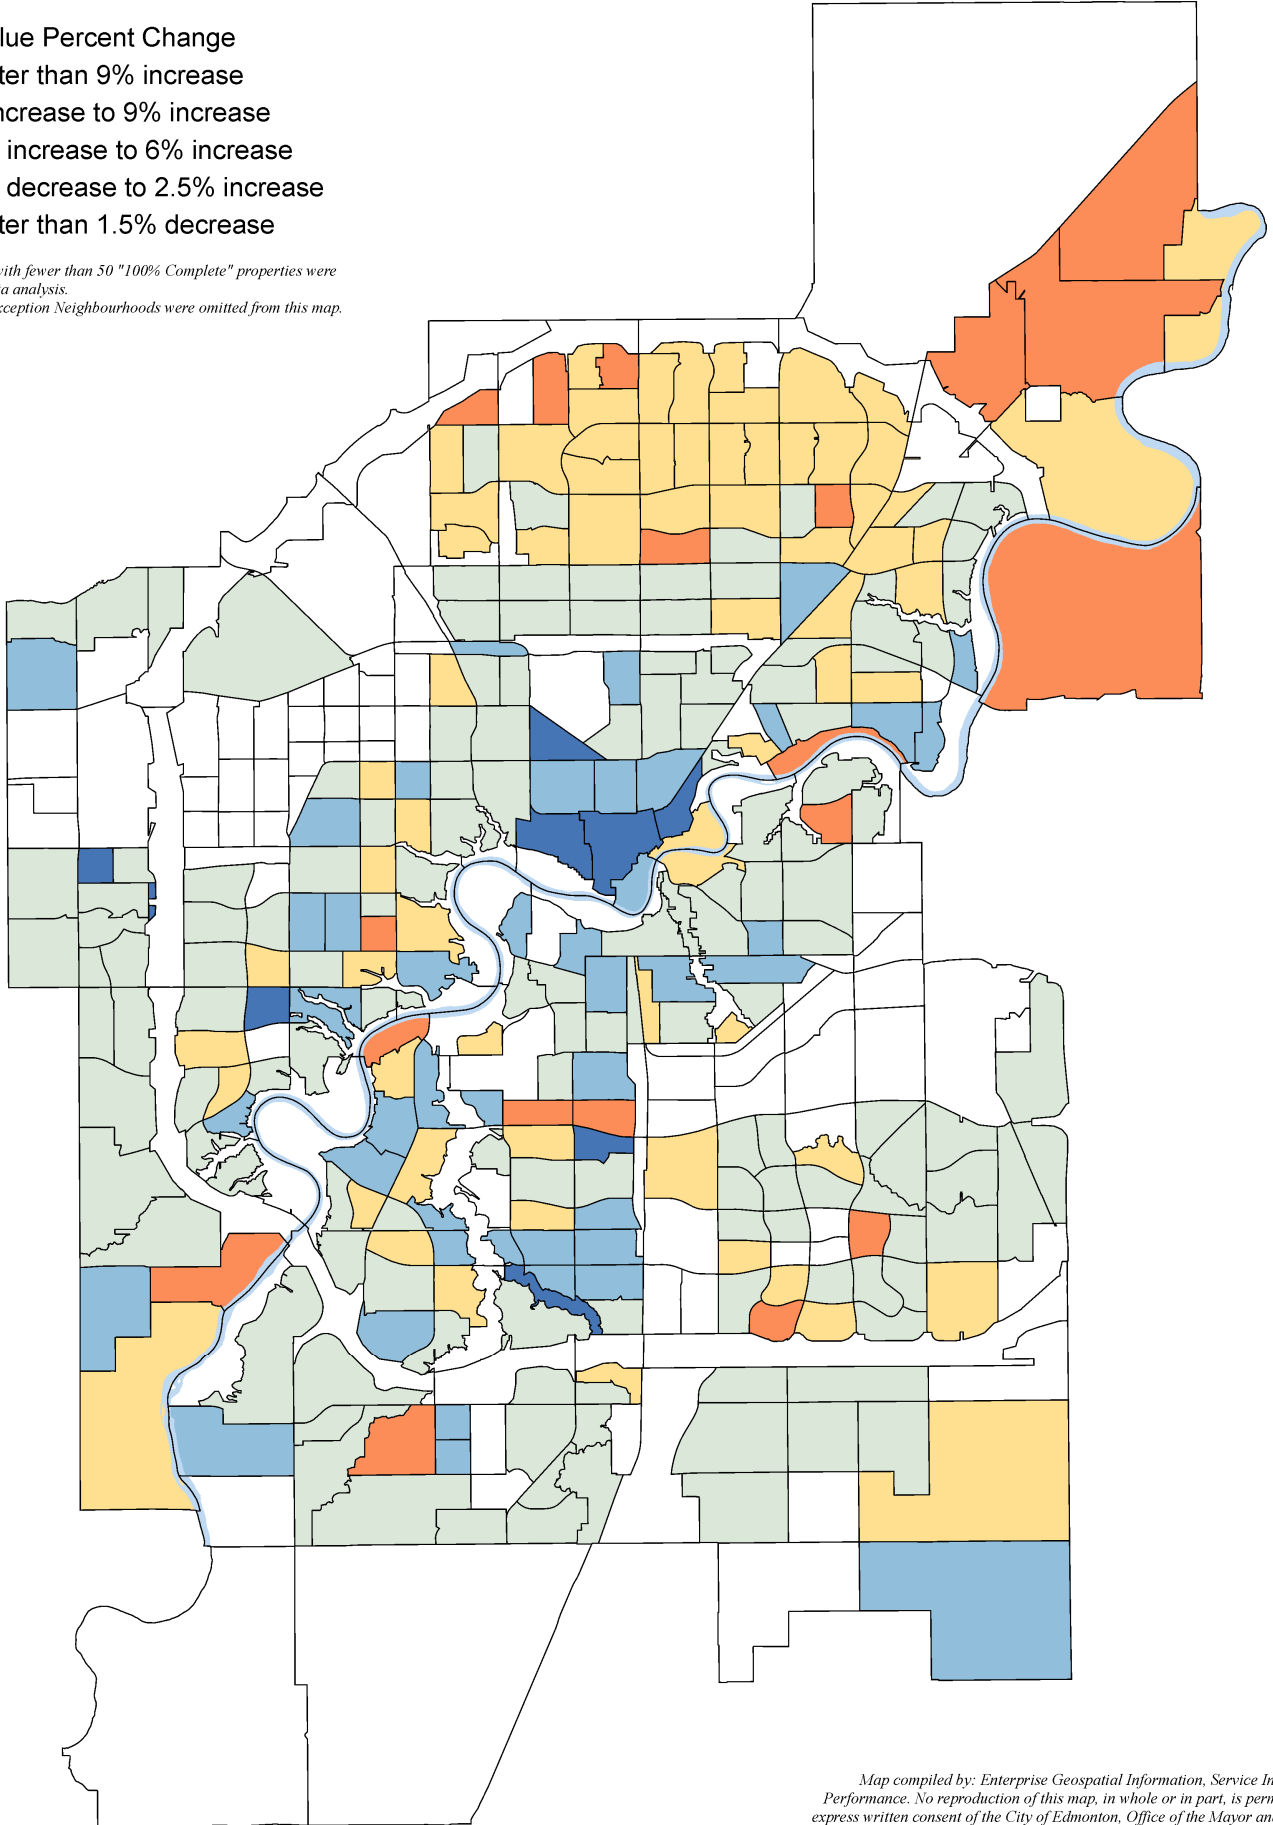 lue Percent Change
ter than 9% increase
ncrease to 9% increase
increase to 6% increase
decrease to 2.5% increase
ter than 1.5% decrease
with fewer than 50 "100% Complete" properties were
a analysis.
xception Neighbourhoods were omitted from this map.
Map compiled by: Enterprise Geospatial Information, Service In
Performance. No reproduction of this map, in whole or in part, is perm
express written consent of the City of Edmonton, Office of the Mayor an